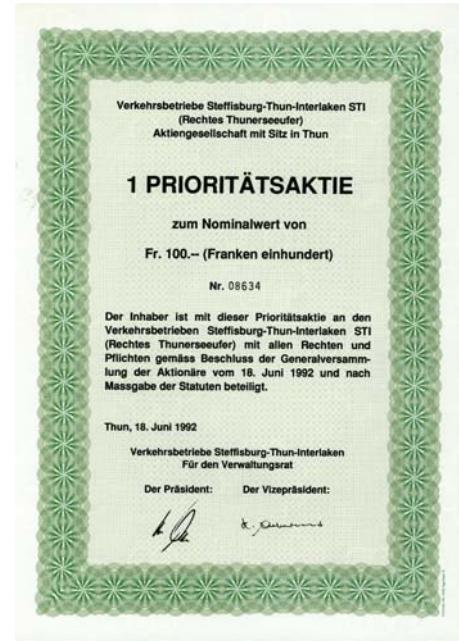 Verkehrsbetriebe Steffisburg-Thun-Interlaken STI
(Rechtes Thunerseeufer)
Aktiengesellschaft mit Sitz in Thun
1 PRIORITÄTSAKTIE
zum Nominalwert von
Fr. 100.-- (Franken einhundert)
Nr. 08634
Der Inhaber ist mit dieser Prioritätsaktie an den
Verkehrsbetrieben Steffisburg-Thun-Interlaken STI
(Rechtes Thunerseeufer) mit allen Rechten und
Pflichten gemäss Beschluss der Generalversamm-
lung der Aktionäre vom 18. Juni 1992 und nach
Massgabe der Statuten beteiligt.
Thun, 18. Juni 1992
Verkehrsbetriebe Steffisburg-Thun-Interlaken
Für den Verwaltungsrat
Der Präsident: Der Vizepräsident: